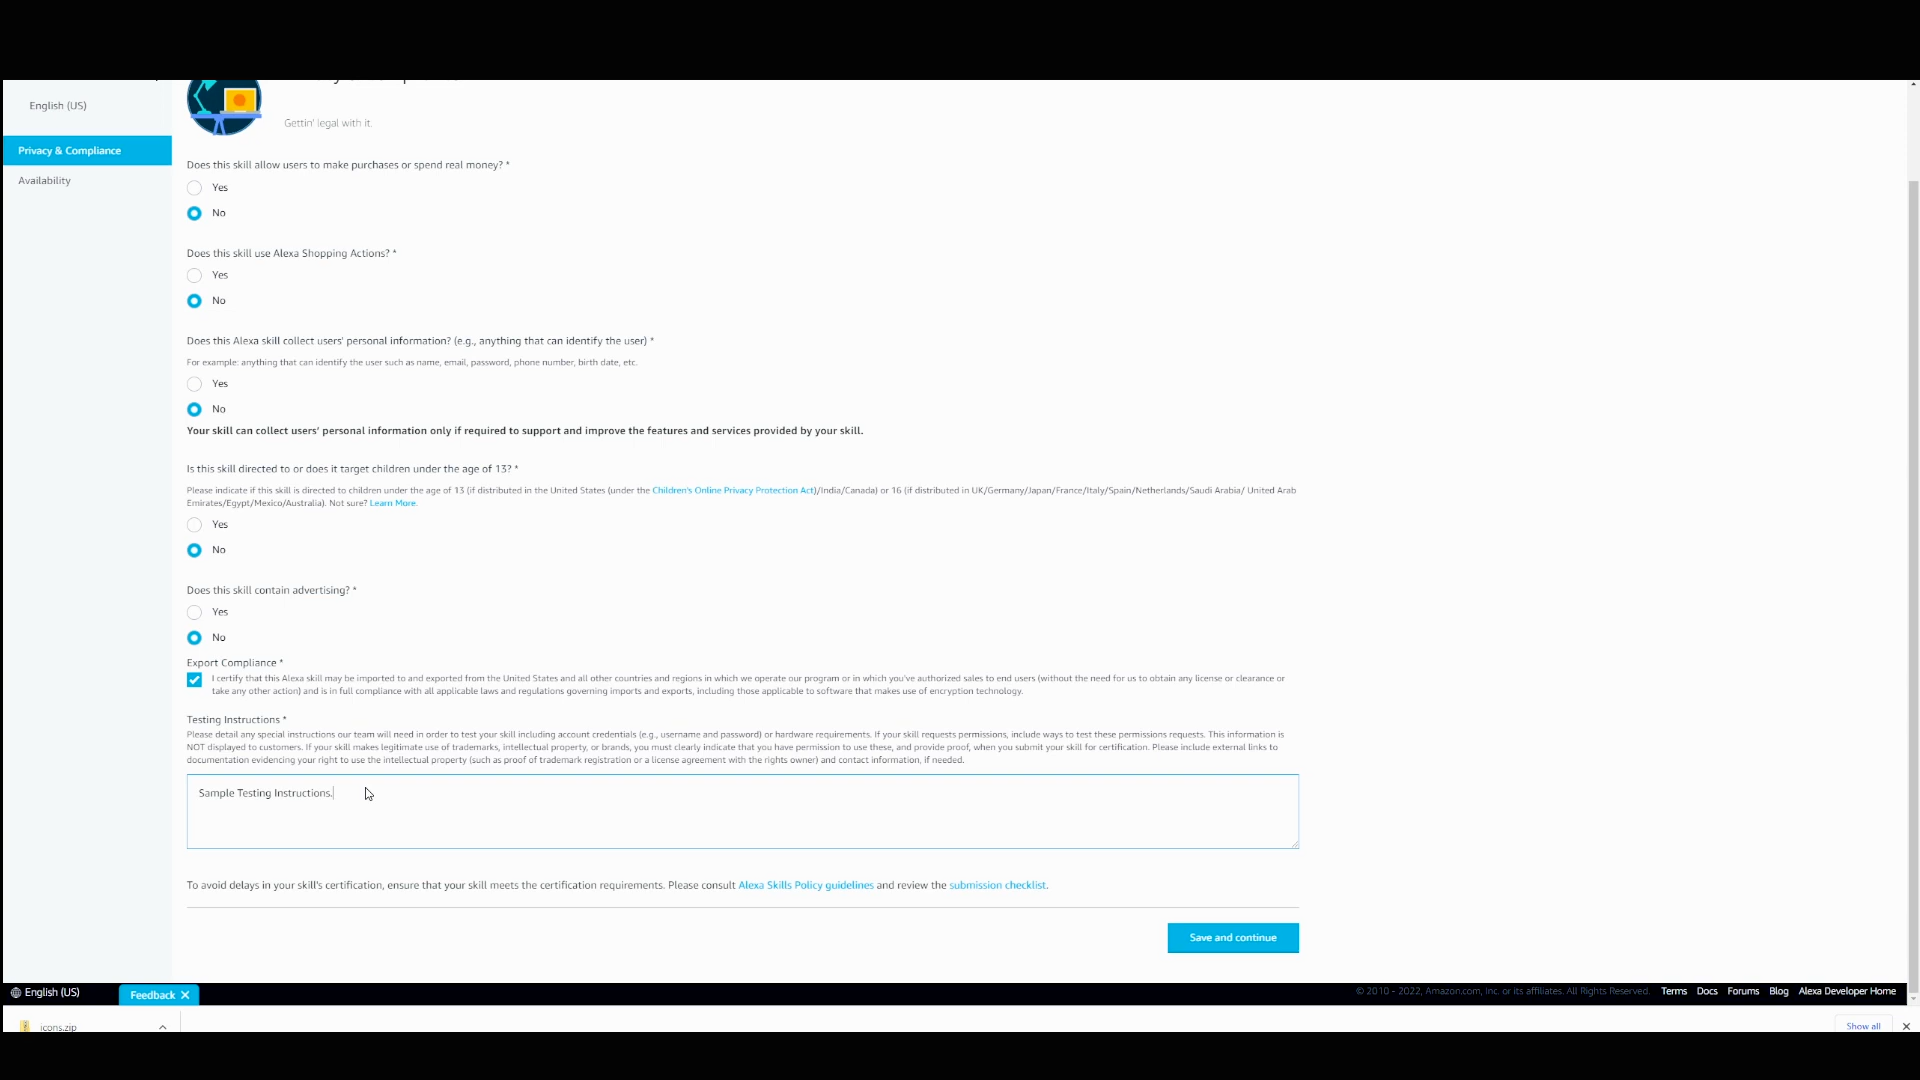 English (US)
Gettin' legal with it.
Privacy & Compliance
Availability
Does this skill allow users to make purchases or spend real money? *
Yes
No
Does this skill use Alexa Shopping Actions? *
Yes
No
Does this Alexa skill collect users' personal information? (e.g., anything that can identify the user) *
For example: anything that can identify the user such as name, email, password, phone number, birth date, etc.
Yes
No
Your skill can collect users' personal information only if required to support and improve the features and services provided by your skill.
Is this skill directed to or does it target children under the age of 13? *
Please indicate if this skill is directed to children under the age of 13 (if distributed in the United States (under the Children's Online Privacy Protection Act)/India/Canada) or 16 (if distributed in UK/Germany/Japan/France/Italy/Spain/Netherlands/Saudi Arabia/ United Arab
Emirates/Egypt/Mexico/Australia). Not sure? Learn More.
Yes
No
Does this skill contain advertising? *
Yes
No
Export Compliance *
I certify that this Alexa skill may be imported to and exported from the United States and all other countries and regions in which we operate our program or in which you've authorized sales to end users (without the need for us to obtain any license or clearance or
take any other action) and is in full compliance with all applicable laws and regulations governing imports and exports, including those applicable to software that makes use of encryption technology.
Testing Instructions *
Please detail any special instructions our team will need in order to test your skill including account credentials (e.g., username and password) or hardware requirements. If your skill requests permissions, include ways to test these permissions requests. This information is
NOT displayed to customers. If your skill makes legitimate use of trademarks, intellectual property, or brands, you must clearly indicate that you have permission to use these, and provide proof, when you submit your skill for certification. Please include external links to
documentation evidencing your right to use the intellectual property (such as proof of trademark registration or a license agreement with the rights owner) and contact information, if needed.
Sample Testing Instructions.
To avoid delays in your skill's certification, ensure that your skill meets the certification requirements. Please consult Alexa Skills Policy guidelines and review the submission checklist.
Save and continue
English (US)
Feedback
© 2010 - 2022, Amazon.com, Inc. or its affiliates. All Rights Reserved.
Terms
Docs
Forums
Blog
Alexa Developer Home
icons.zip
Show all